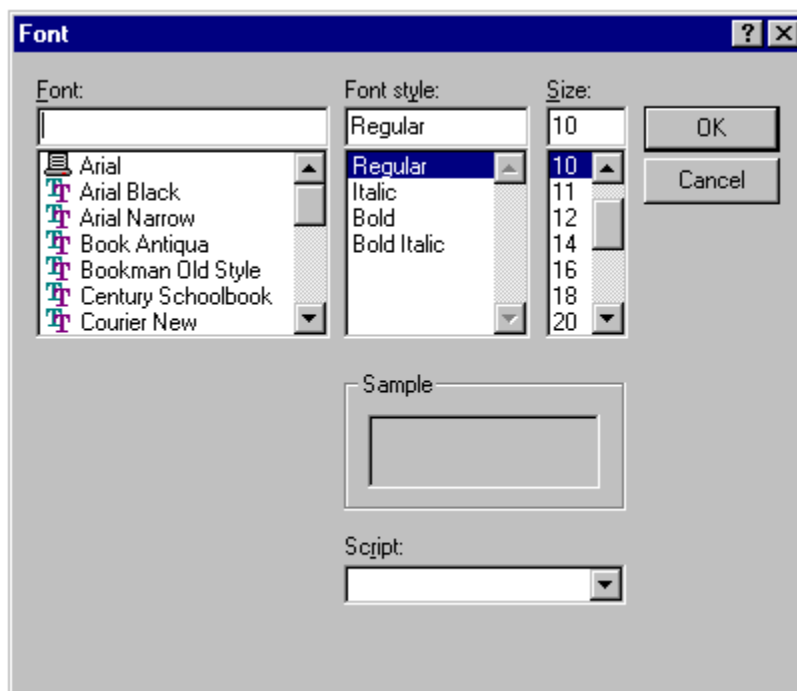 Font
Font:
Font style:
Size:
Regular
10
OK
Cancel
Arial
Arial Black
Arial Narrow
Book Antiqua
Bookman Old Style
Century Schoolbook
Courier New
Regular
Italic
Bold
Bold Italic
10
11
12
14
16
18
20
Sample
Script: